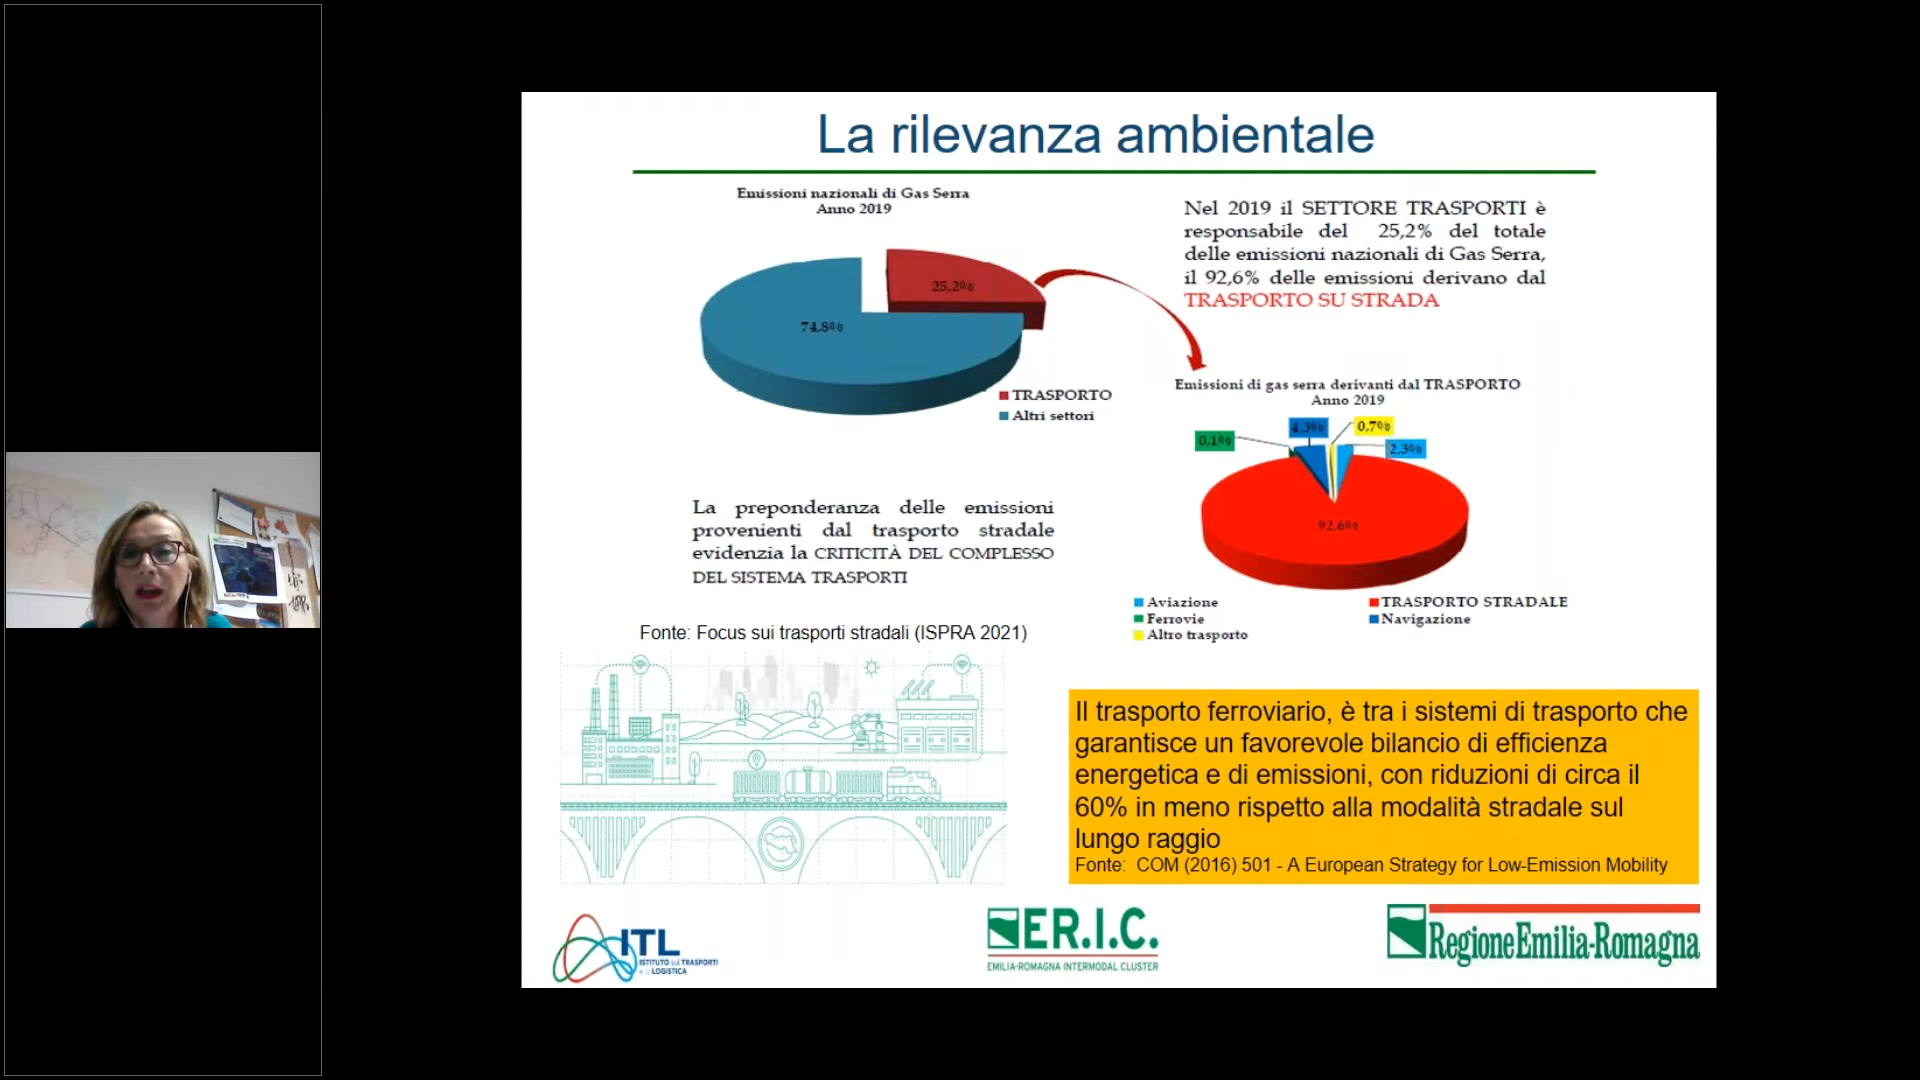 La rilevanza ambientale
Emissioni nazionali di Gas Serra
Anno 2019
25,2%
74,8%
TRASPORTO
Altri settori
Nel 2019 il SETTORE TRASPORTI è
responsabile del 25,2% del totale
delle emissioni nazionali di Gas Serra,
il 92,6% delle emissioni derivano dal
TRASPORTO SU STRADA
Emissioni di gas serra derivanti dal TRASPORTO
Anno 2019
0,1%
4,3%
0,7%
2,3%
92,6%
Aviazione
TRASPORTO STRADALE
Ferrovie
Navigazione
Altro trasporto
La preponderanza delle emissioni
provenienti dal trasporto stradale
evidenzia la CRITICITÀ DEL COMPLESSO
DEL SISTEMA TRASPORTI
Fonte: Focus sui trasporti stradali (ISPRA 2021)
Il trasporto ferroviario, è tra i sistemi di trasporto che
garantisce un favorevole bilancio di efficienza
energetica e di emissioni, con riduzioni di circa il
60% in meno rispetto alla modalità stradale sul
lungo raggio
Fonte: COM (2016) 501 - A European Strategy for Low-Emission Mobility
ITL
ISTITUTO sui TRASPORTI
e la LOGISTICA
ER.I.C.
EMILIA-ROMAGNA INTERMODAL CLUSTER
RegioneEmilia-Romagna